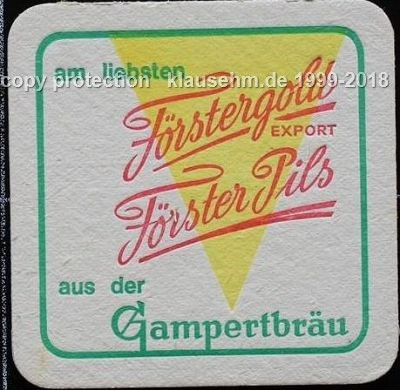 am liebsten
copy protection klausehm.de 1999-2018
Förstergold
EXPORT
Förster Pils
aus der
Gampertbräu